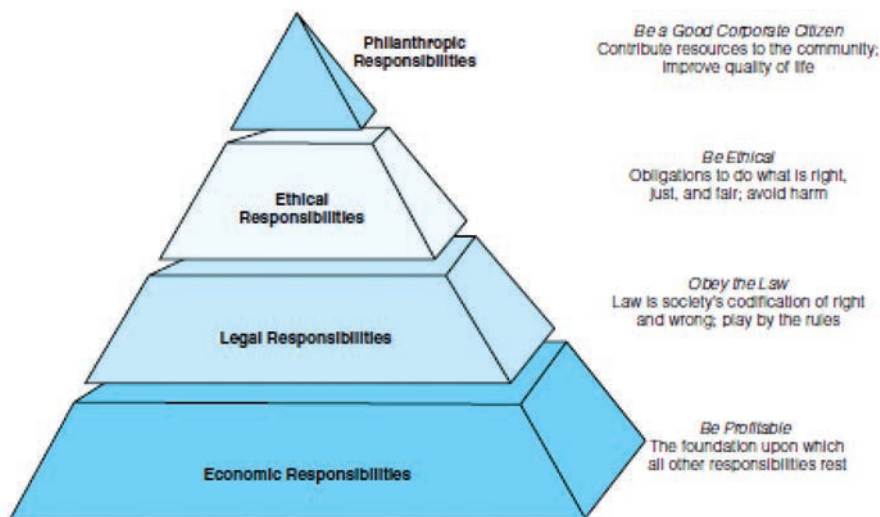 Philanthropic
Responsibilities
Be a Good Corporate Citizen
Contribute resources to the community;
improve quality of life
Ethical
Responsibilities
Be Ethical
Obligations to do what is right,
just, and fair; avoid harm
Legal Responsibilities
Obey the Law
Law is society's codification of right
and wrong; play by the rules
Economic Responsibilities
Be Profitable
The foundation upon which
all other responsibilities rest